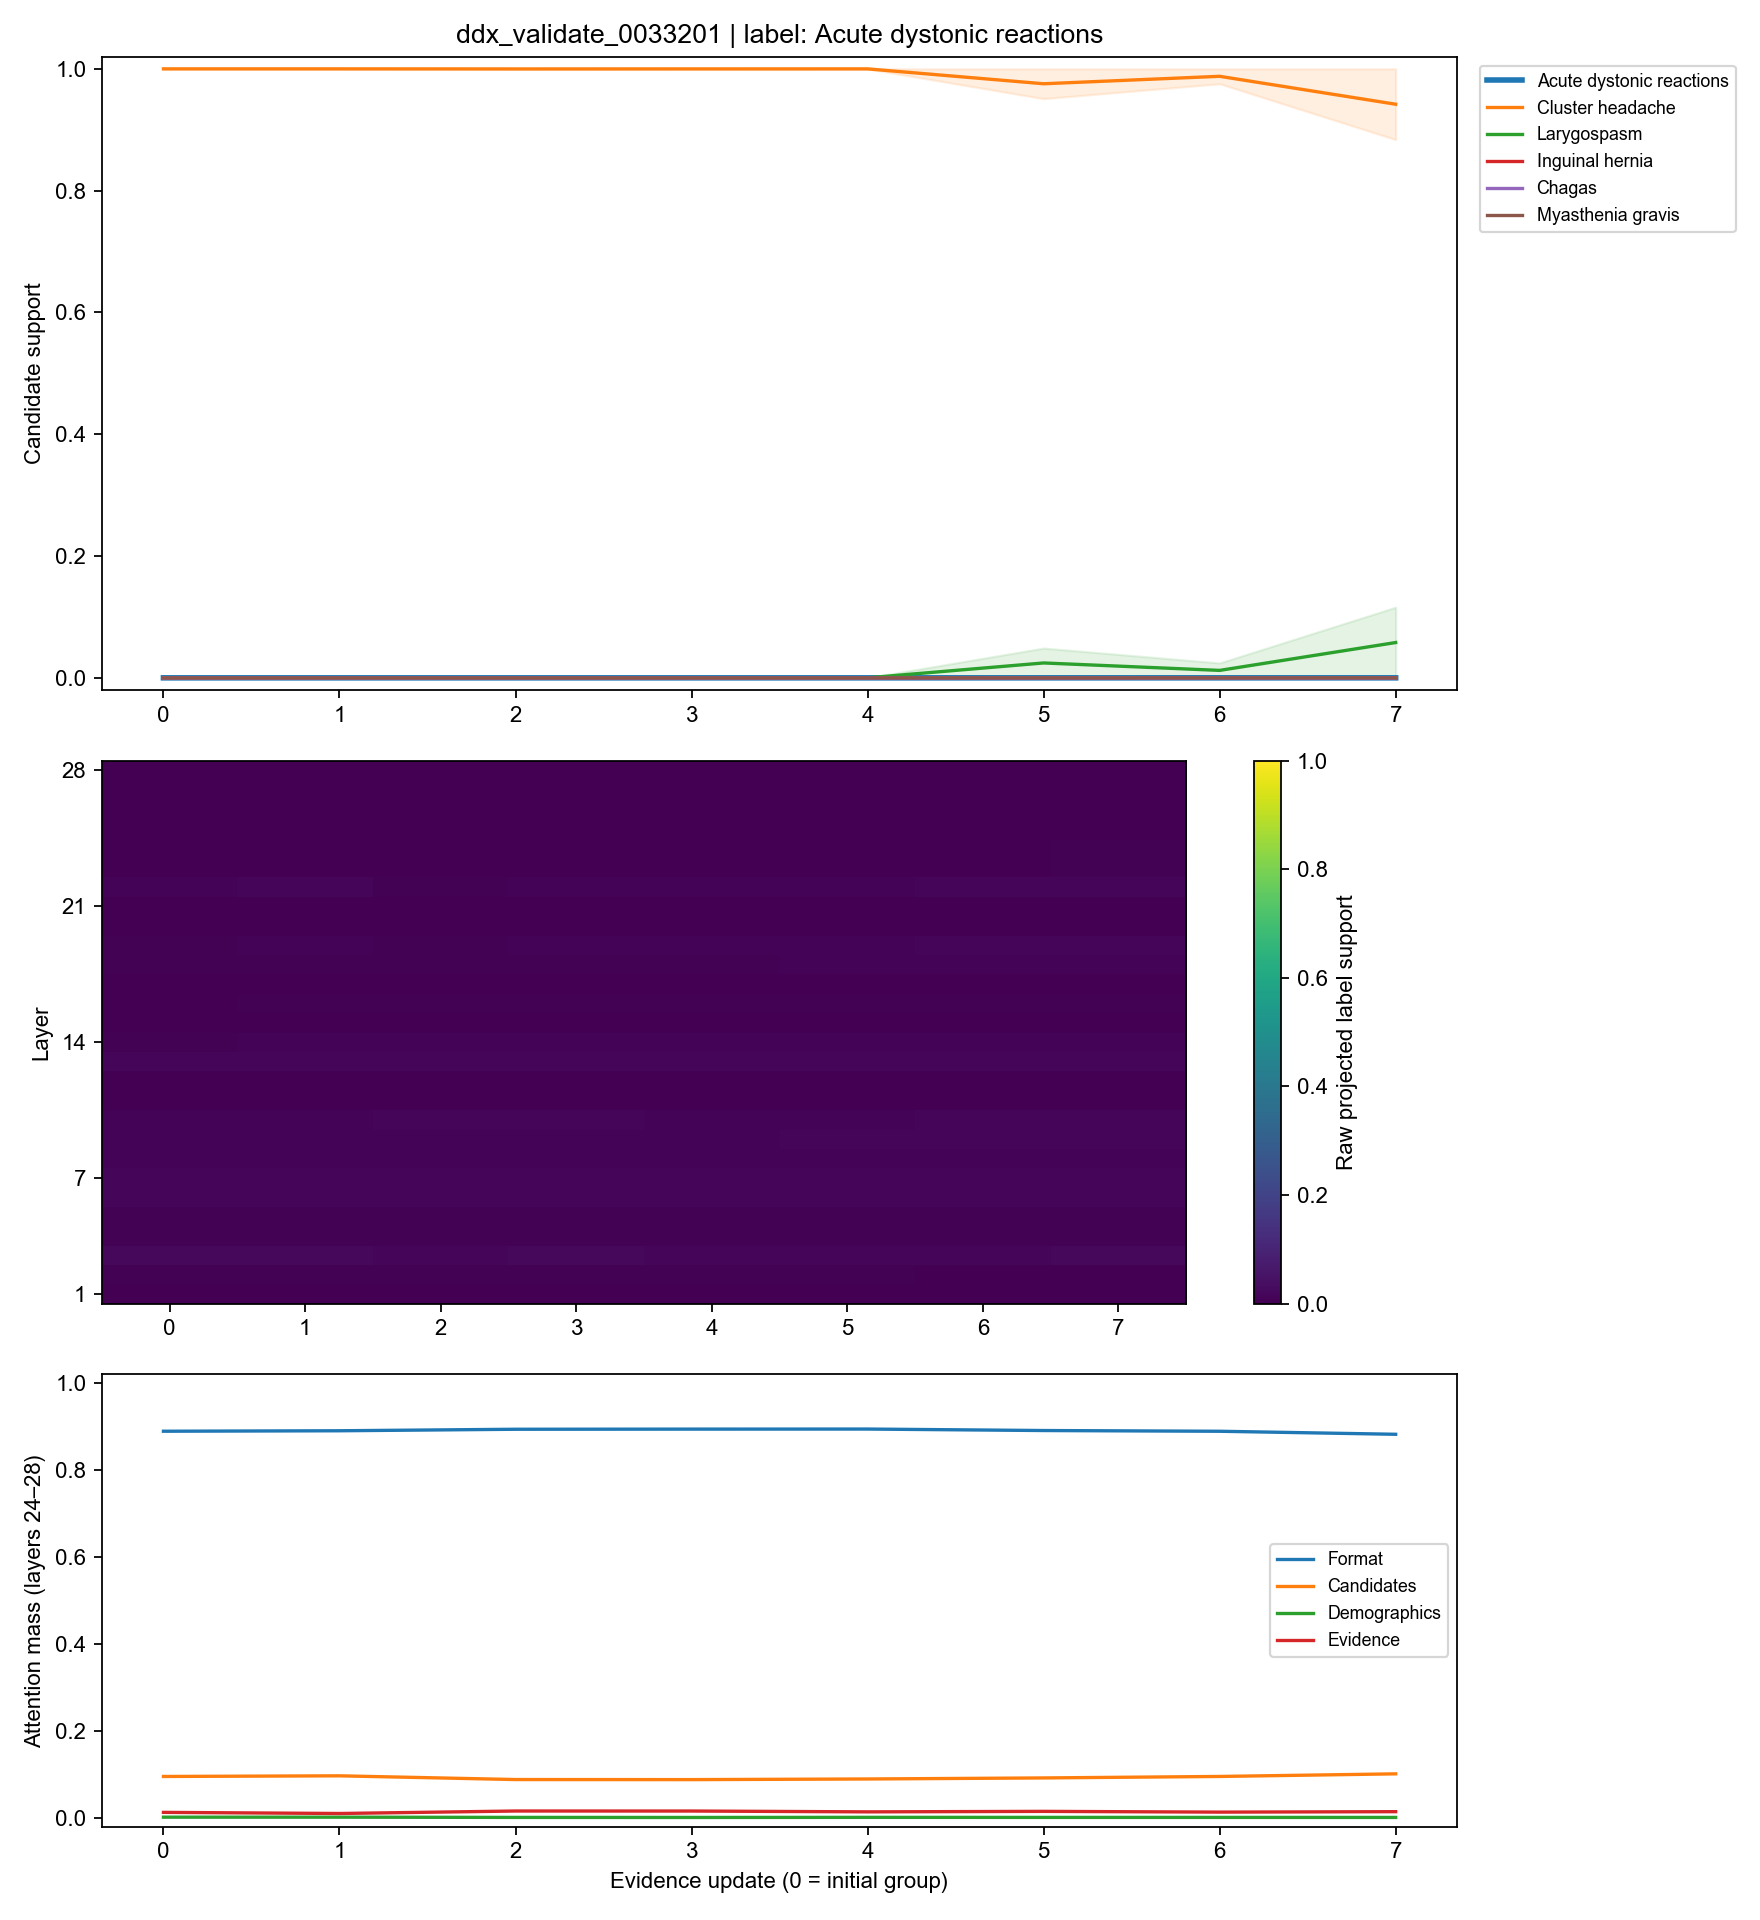 ddx_validate_0033201 | label: Acute dystonic reactions
Candidate support
1.0
0.8
0.6
0.4
0.2
0.0
0 1 2 3 4 5 6 7
Acute dystonic reactions
Cluster headache
Larygospasm
Inguinal hernia
Chagas
Myasthenia gravis
Layer
28
21
14
7
1
0 1 2 3 4 5 6 7
1.0
0.8
0.6
0.4
0.2
0.0
Raw projected label support
Attention mass (layers 24–28)
1.0
0.8
0.6
0.4
0.2
0.0
Format
Candidates
Demographics
Evidence
0 1 2 3 4 5 6 7
Evidence update (0 = initial group)